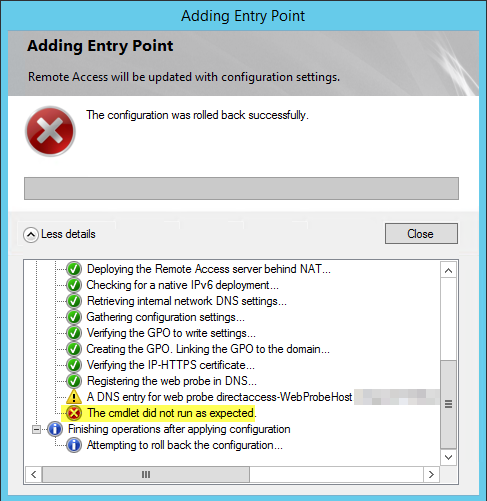 Adding Entry Point
Adding Entry Point
Remote Access will be updated with configuration settings.
The configuration was rolled back successfully.
Less details
Close
Deploying the Remote Access server behind NAT...
Checking for a native IPv6 deployment...
Retrieving internal network DNS settings...
Gathering configuration settings...
Verifying the GPO to write settings...
Creating the GPO. Linking the GPO to the domain...
Verifying the IP-HTTPS certificate...
Registering the web probe in DNS...
A DNS entry for web probe directaccess-WebProbeHost
The cmdlet did not run as expected.
Finishing operations after applying configuration
Attempting to roll back the configuration...